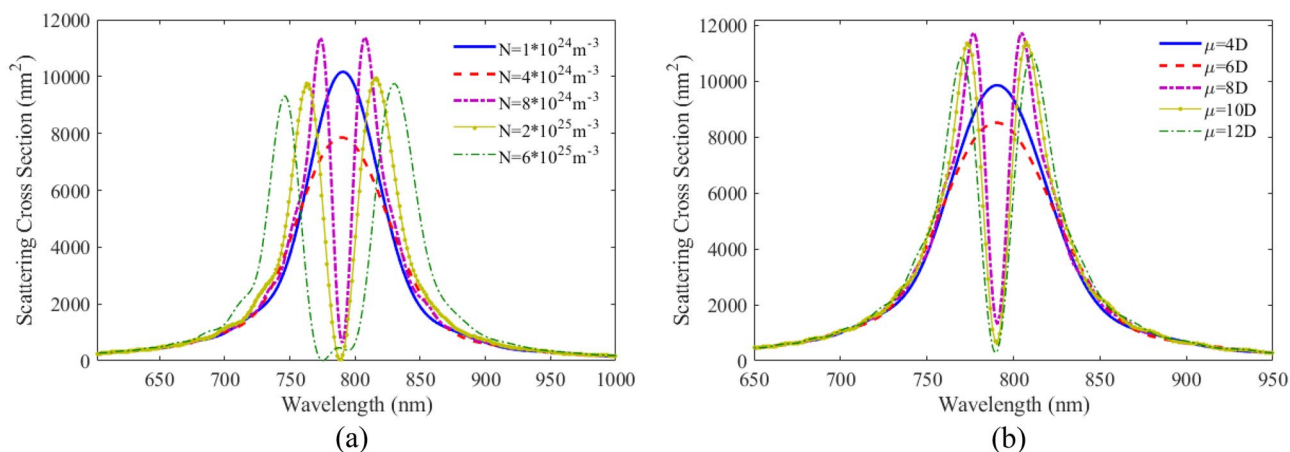 12000
10000
8000
6000
4000
2000
0
Scattering Cross Section (nm²)
N=1*10²⁴m⁻³
N=4*10²⁴m⁻³
N=8*10²⁴m⁻³
N=2*10²⁵m⁻³
N=6*10²⁵m⁻³
650 700 750 800 850 900 950 1000
Wavelength (nm)
(a)
12000
10000
8000
6000
4000
2000
0
Scattering Cross Section (nm²)
μ=4D
μ=6D
μ=8D
μ=10D
μ=12D
650 700 750 800 850 900 950
Wavelength (nm)
(b)